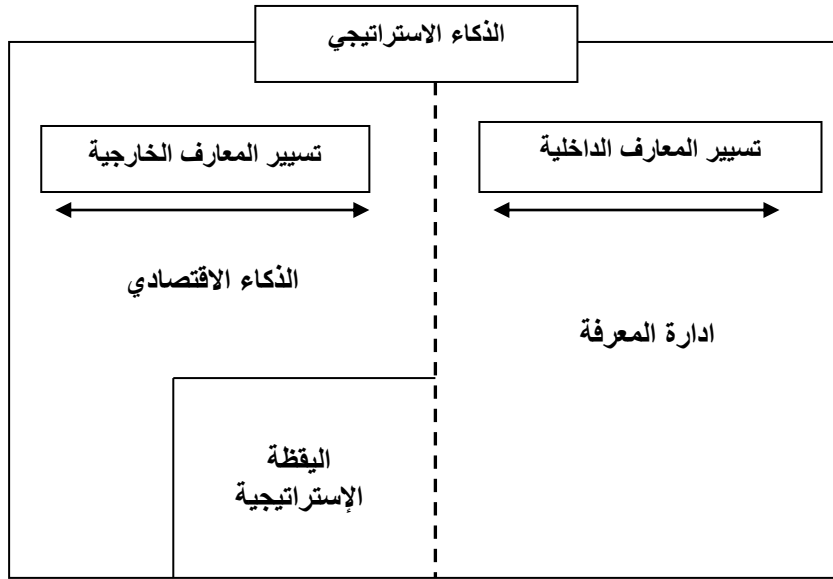 الذكاء الاستراتيجي
تسيير المعارف الداخلية
تسيير المعارف الخارجية
الذكاء الاقتصادي
ادارة المعرفة
اليقظة
الإستراتيجية